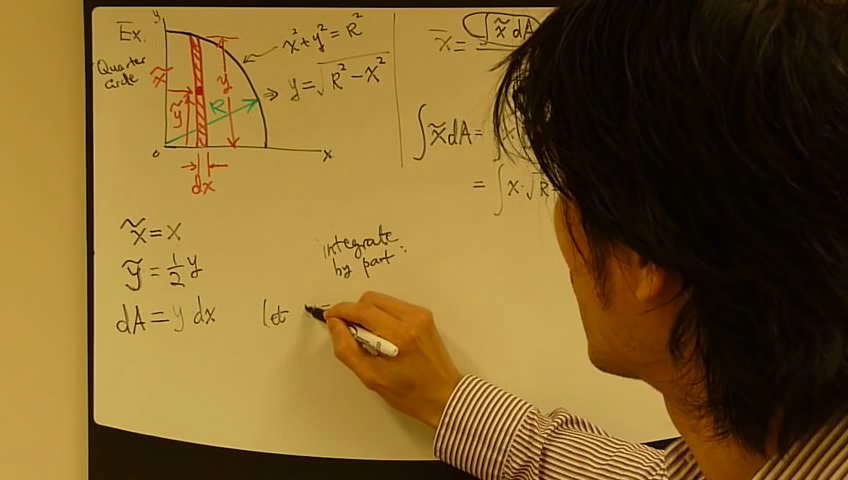 Ex.
Quarter
circle
y
x² + y² = R²
⇒ y = √(R² − x²)
x̃
ỹ
R
y
o
x
dx
x̄ = ∫ x̃ dA
∫ x̃ dA = ∫ x
= ∫ x · √R
x̃ = x
ỹ = ½ y
dA = y dx
integrate
by part :
let =